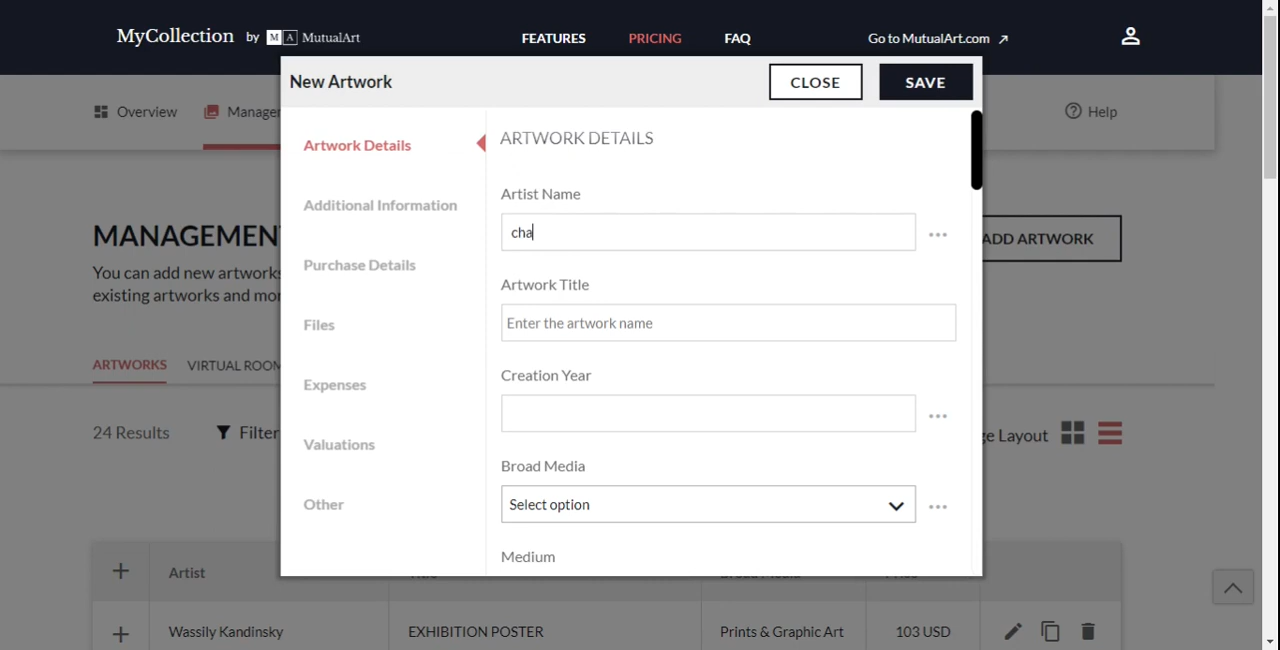 MyCollection by M A MutualArt
FEATURES
PRICING
FAQ
Go to MutualArt.com
New Artwork
CLOSE
SAVE
Overview
Help
Artwork Details
Additional Information
Purchase Details
Files
Expenses
Valuations
Other
ARTWORK DETAILS
Artist Name
cha
Artwork Title
Enter the artwork name
Creation Year
Broad Media
Select option
Medium
ADD ARTWORK
You can add new artworks
existing artworks and
ARTWORKS
VIRTUAL
24 Results
Filter
Layout
Artist
Wassily Kandinsky
EXHIBITION POSTER
Prints & Graphic Art
103 USD